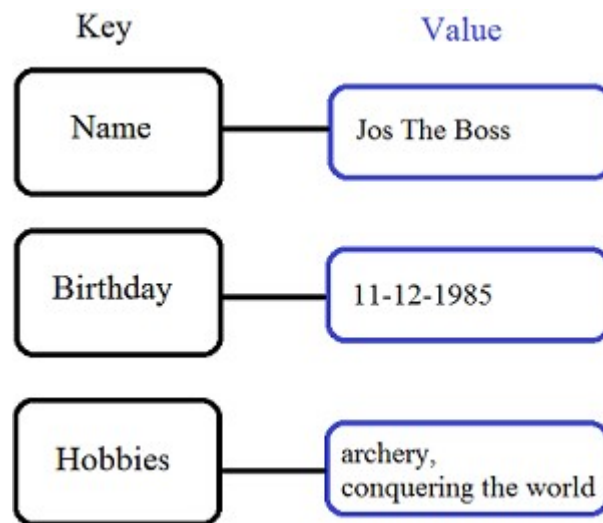 Key
Value
Name
Jos The Boss
Birthday
11-12-1985
Hobbies
archery,
conquering the world